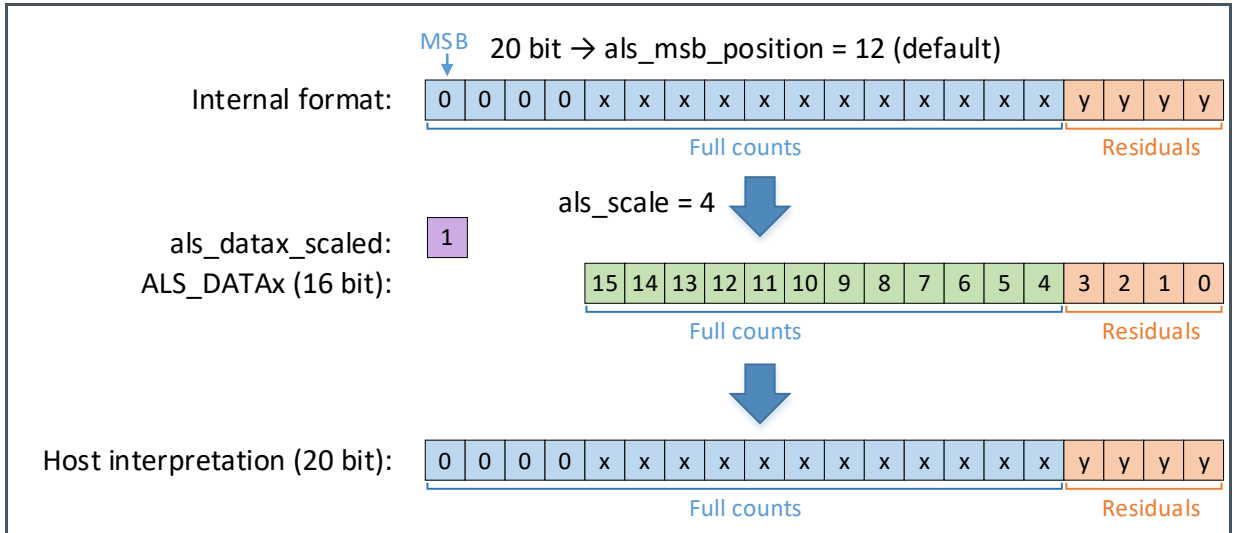 MSB
20 bit → als_msb_position = 12 (default)
Internal format: 0 0 0 0 x x x x x x x x x x x x y y y y
Full counts Residuals
als_scale = 4
als_datax_scaled: 1
ALS_DATAx (16 bit): 15 14 13 12 11 10 9 8 7 6 5 4 3 2 1 0
Full counts Residuals
Host interpretation (20 bit): 0 0 0 0 x x x x x x x x x x x x y y y y
Full counts Residuals